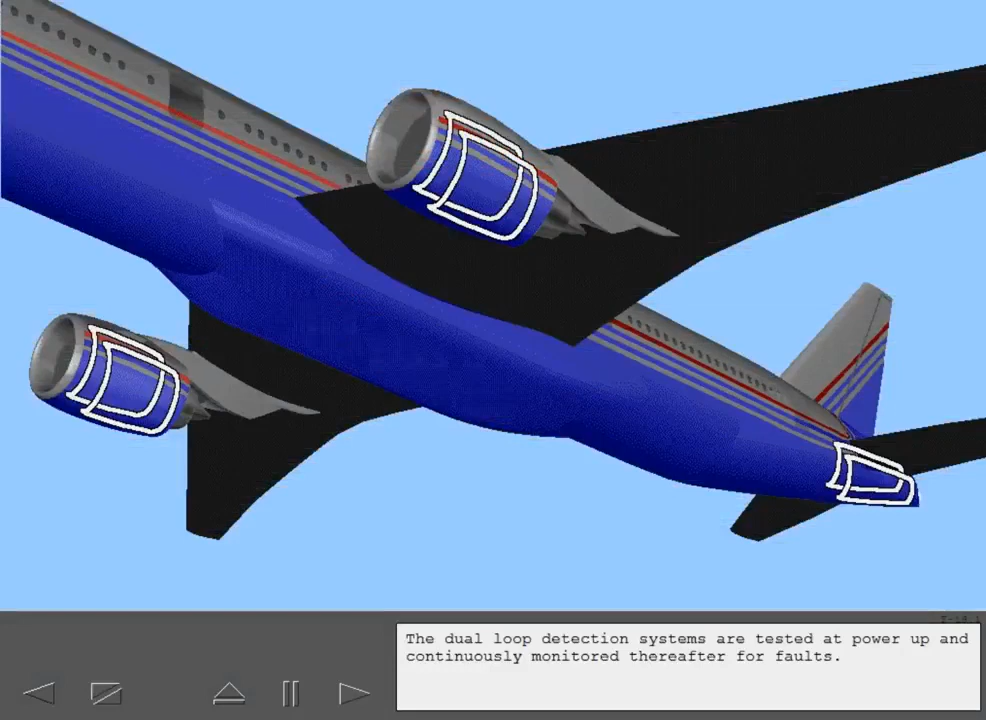 The dual loop detection systems are tested at power up and
continuously monitored thereafter for faults.